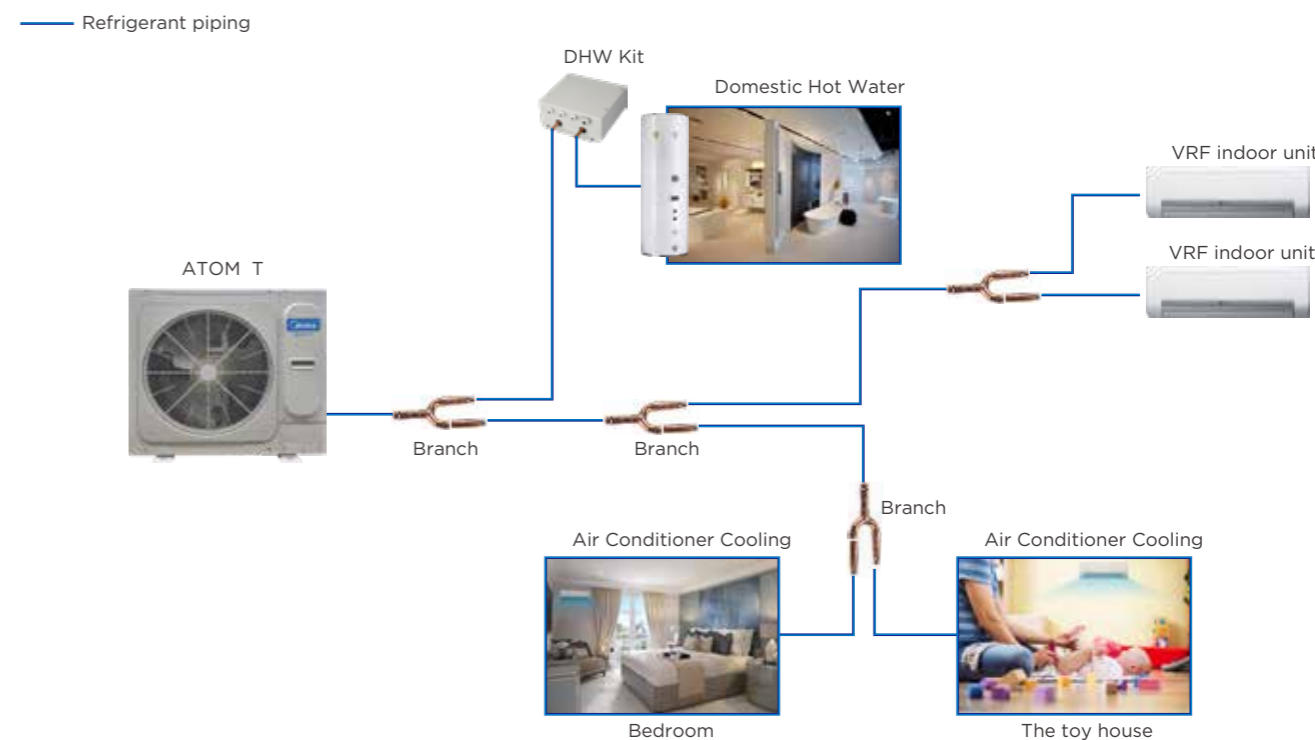 Refrigerant piping
DHW Kit
Domestic Hot Water
VRF indoor unit
VRF indoor unit
ATOM T
Midea
Branch
Branch
Branch
Air Conditioner Cooling
Air Conditioner Cooling
Bedroom
The toy house